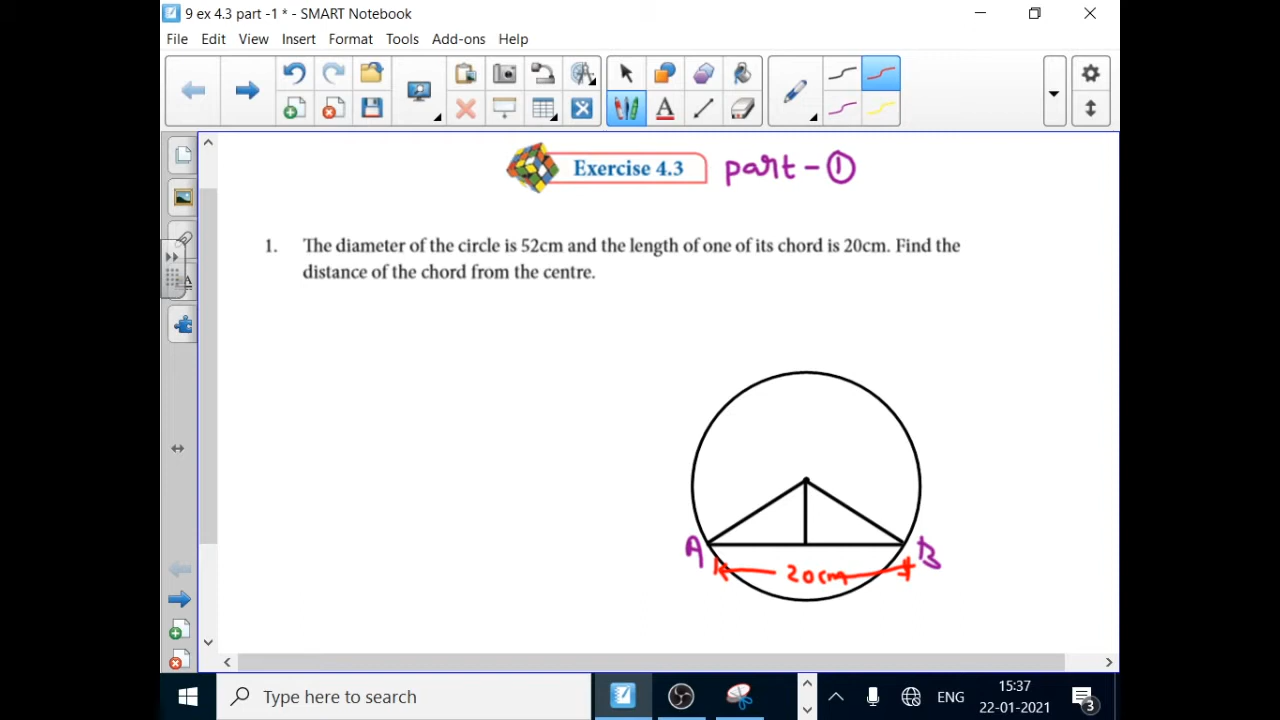 9 ex 4.3 part -1 * - SMART Notebook
File Edit View Insert Format Tools Add-ons Help
Exercise 4.3 part - ①
1. The diameter of the circle is 52cm and the length of one of its chord is 20cm. Find the
distance of the chord from the centre.
A B
20cm
Type here to search
ENG
15:37
22-01-2021
3